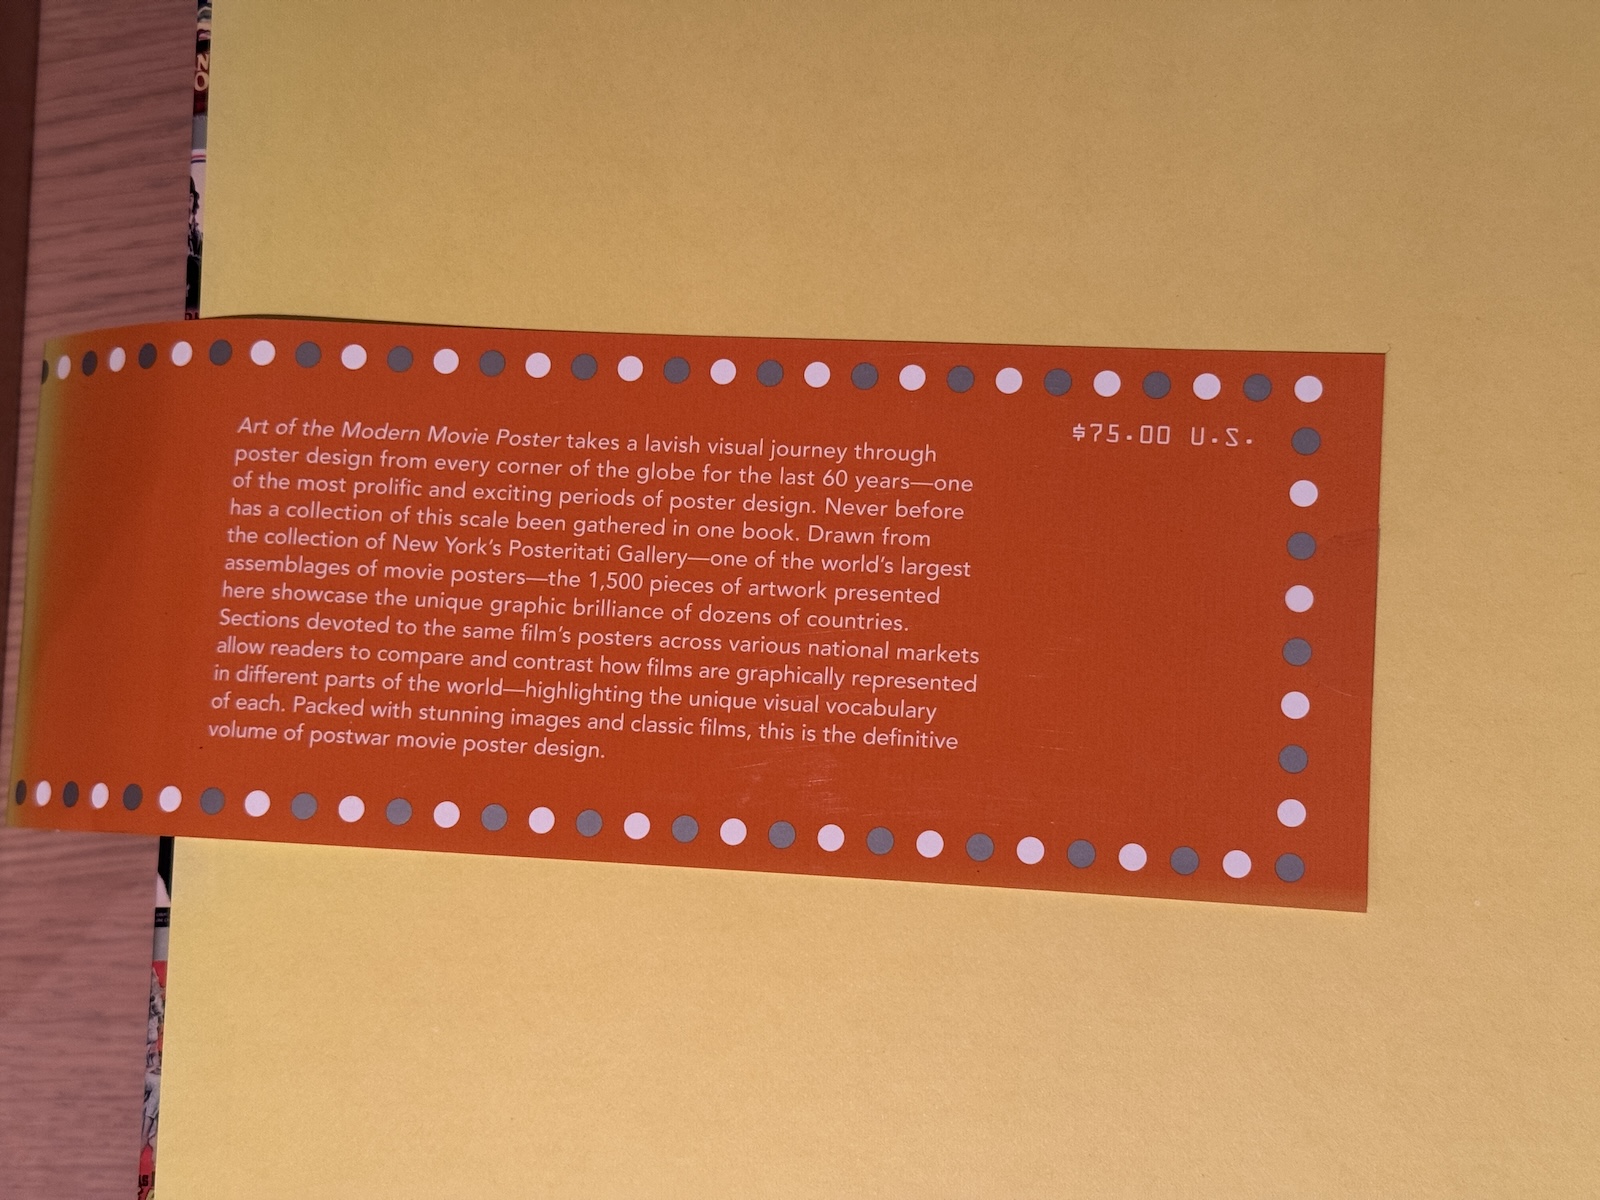 Art of the Modern Movie Poster takes a lavish visual journey through
poster design from every corner of the globe for the last 60 years—one
of the most prolific and exciting periods of poster design. Never before
has a collection of this scale been gathered in one book. Drawn from
the collection of New York's Posteritati Gallery—one of the world's largest
assemblages of movie posters—the 1,500 pieces of artwork presented
here showcase the unique graphic brilliance of dozens of countries.
Sections devoted to the same film's posters across various national markets
allow readers to compare and contrast how films are graphically represented
in different parts of the world—highlighting the unique visual vocabulary
of each. Packed with stunning images and classic films, this is the definitive
volume of postwar movie poster design.
$75.00 U.S.